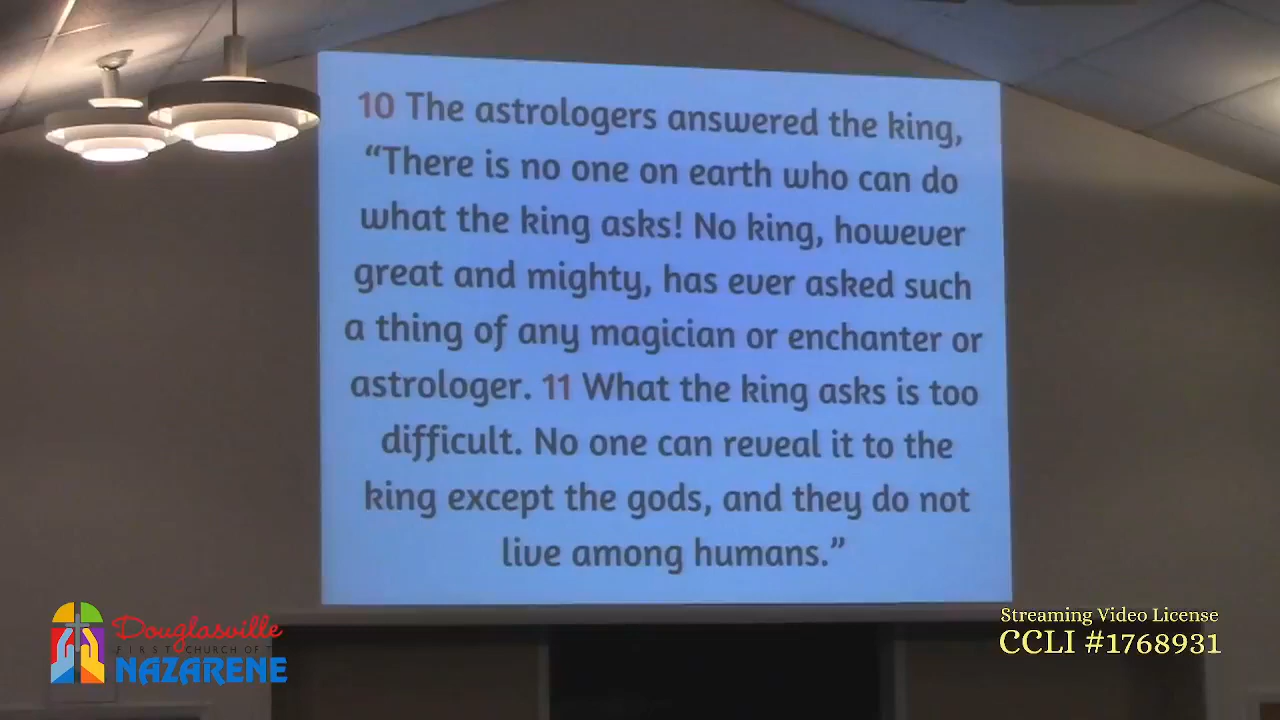 10 The astrologers answered the king,
“There is no one on earth who can do
what the king asks! No king, however
great and mighty, has ever asked such
a thing of any magician or enchanter or
astrologer. 11 What the king asks is too
difficult. No one can reveal it to the
king except the gods, and they do not
live among humans.”
Douglasville
FIRST CHURCH OF T
NAZARENE
Streaming Video License
CCLI #1768931